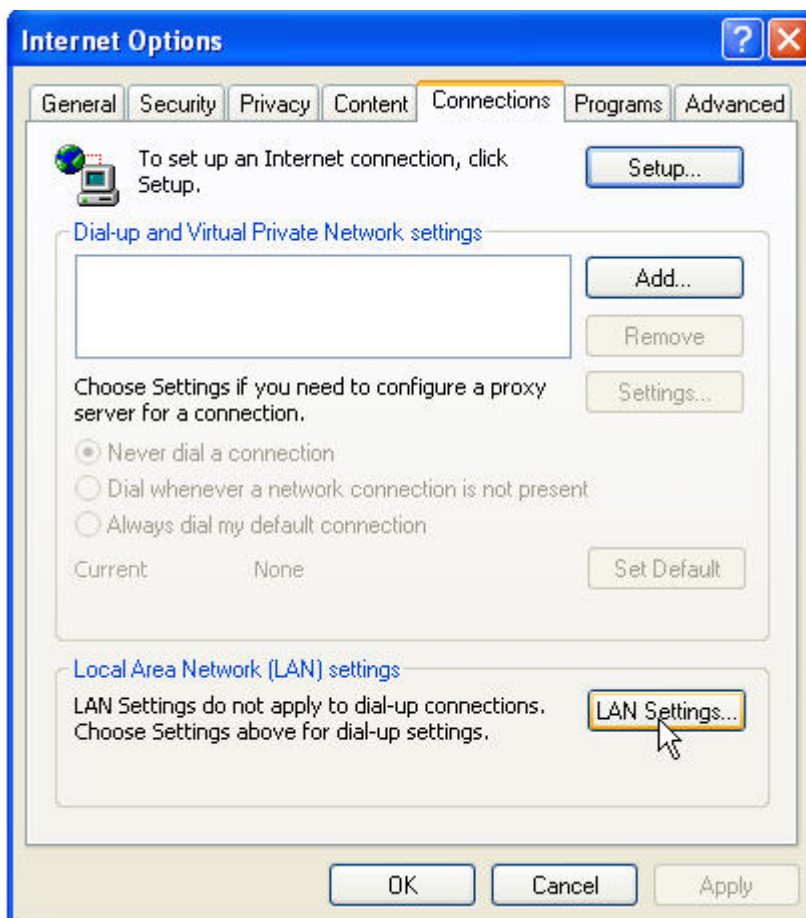 Internet Options
?
General Security Privacy Content Connections Programs Advanced
To set up an Internet connection, click
Setup.
Setup...
Dial-up and Virtual Private Network settings
Add...
Remove
Choose Settings if you need to configure a proxy
server for a connection.
Settings...
Never dial a connection
Dial whenever a network connection is not present
Always dial my default connection
Current None
Set Default
Local Area Network (LAN) settings
LAN Settings do not apply to dial-up connections.
Choose Settings above for dial-up settings.
LAN Settings...
OK Cancel Apply